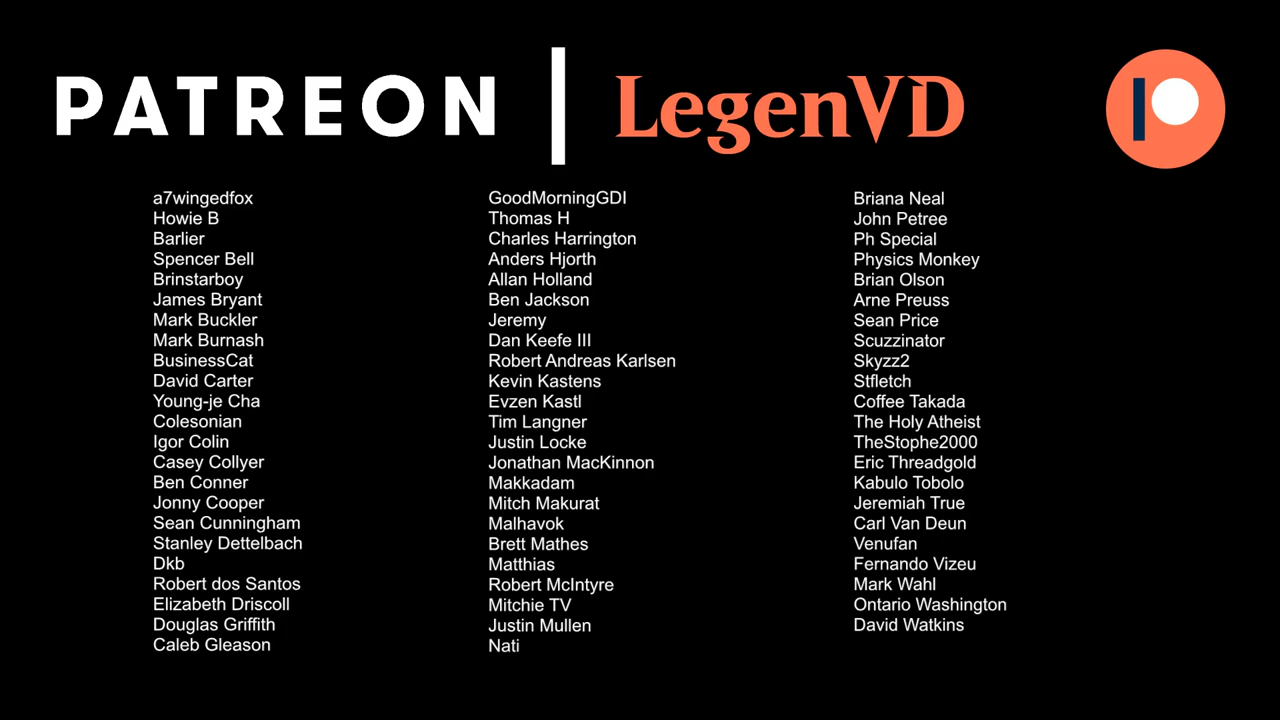 PATREON | LegenVD
a7wingedfox
Howie B
Barlier
Spencer Bell
Brinstarboy
James Bryant
Mark Buckler
Mark Burnash
BusinessCat
David Carter
Young-je Cha
Colesonian
Igor Colin
Casey Collyer
Ben Conner
Jonny Cooper
Sean Cunningham
Stanley Dettelbach
Dkb
Robert dos Santos
Elizabeth Driscoll
Douglas Griffith
Caleb Gleason
GoodMorningGDI
Thomas H
Charles Harrington
Anders Hjorth
Allan Holland
Ben Jackson
Jeremy
Dan Keefe III
Robert Andreas Karlsen
Kevin Kastens
Evzen Kastl
Tim Langner
Justin Locke
Jonathan MacKinnon
Makkadam
Mitch Makurat
Malhavok
Brett Mathes
Matthias
Robert McIntyre
Mitchie TV
Justin Mullen
Nati
Briana Neal
John Petree
Ph Special
Physics Monkey
Brian Olson
Arne Preuss
Sean Price
Scuzzinator
Skyzz2
Stfletch
Coffee Takada
The Holy Atheist
TheStophe2000
Eric Threadgold
Kabulo Tobolo
Jeremiah True
Carl Van Deun
Venufan
Fernando Vizeu
Mark Wahl
Ontario Washington
David Watkins